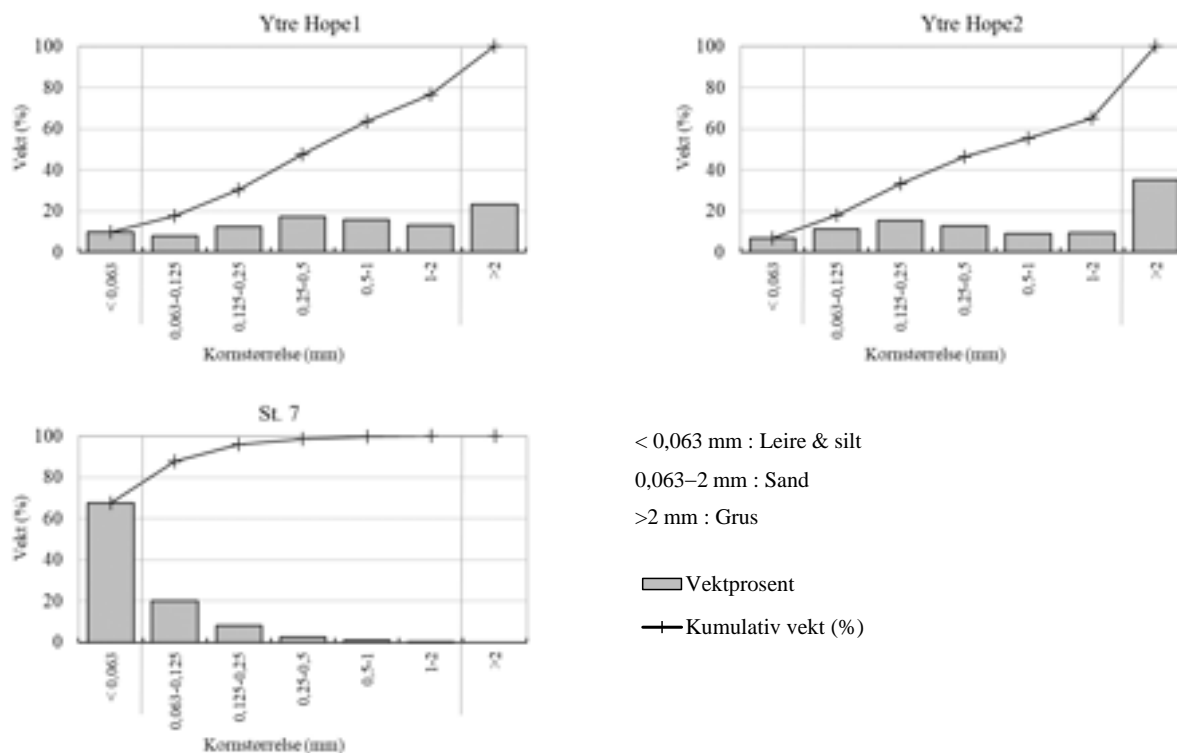 Ytre Hope1
100
80
60
40
20
0
Vekt (%)
< 0,063
0,063-0,125
0,125-0,25
0,25-0,5
0,5-1
1-2
>2
Kornstørrelse (mm)
Ytre Hope2
100
80
60
40
20
0
Vekt (%)
< 0,063
0,063-0,125
0,125-0,25
0,25-0,5
0,5-1
1-2
>2
Kornstørrelse (mm)
St. 7
100
80
60
40
20
0
Vekt (%)
< 0,063
0,063-0,125
0,125-0,25
0,25-0,5
0,5-1
1-2
>2
Kornstørrelse (mm)
< 0,063 mm : Leire & silt
0,063–2 mm : Sand
>2 mm : Grus
Vektprosent
Kumulativ vekt (%)